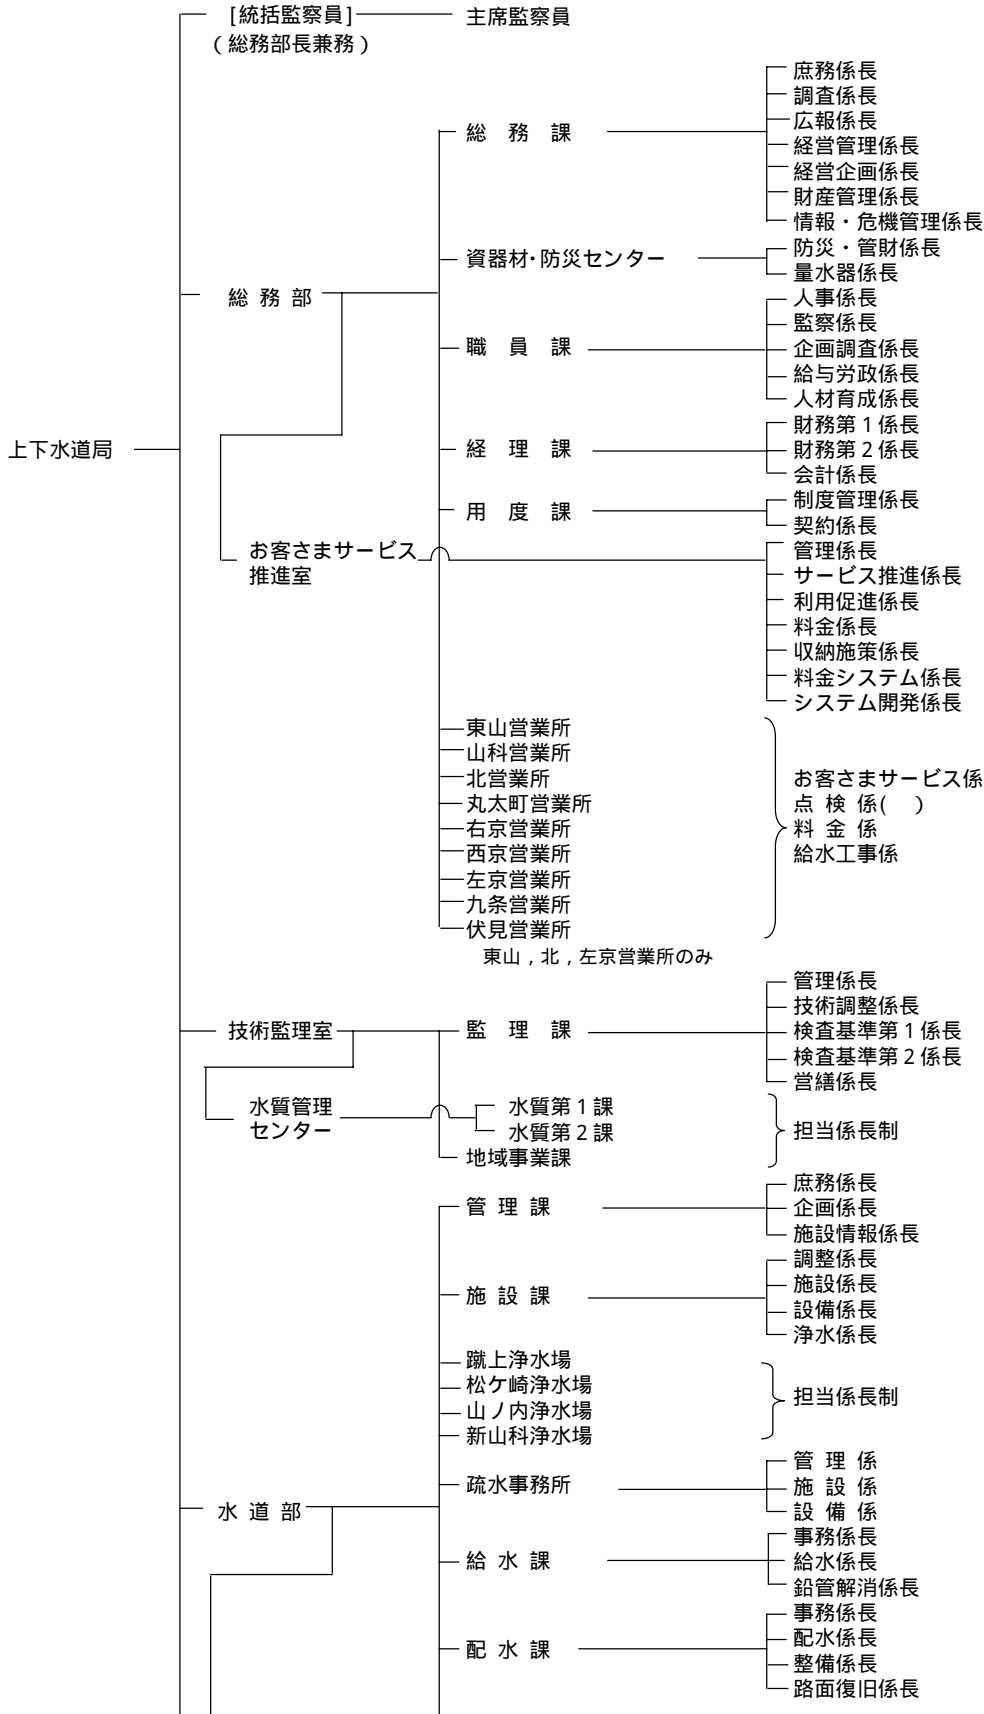 [統括監察員] 主席監察員
(総務部長兼務)
庶務係長
調査係長
広報係長
総務課
経営管理係長
経営企画係長
財産管理係長
情報・危機管理係長
資器材・防災センター
防災・管財係長
量水器係長
総務部
人事係長
監察係長
職員課
企画調査係長
給与労政係長
人材育成係長
上下水道局
財務第1係長
経理課
財務第2係長
会計係長
用度課
制度管理係長
契約係長
お客さまサービス
推進室
管理係長
サービス推進係長
利用促進係長
料金係長
収納施策係長
料金システム係長
システム開発係長
東山営業所
山科営業所
北営業所
丸太町営業所
右京営業所
西京営業所
左京営業所
九条営業所
伏見営業所
お客さまサービス係
点検係( )
料金係
給水工事係
東山，北，左京営業所のみ
技術監理室
監理課
管理係長
技術調整係長
検査基準第1係長
検査基準第2係長
営繕係長
水質管理
センター
水質第1課
水質第2課
地域事業課
担当係長制
管理課
庶務係長
企画係長
施設情報係長
施設課
調整係長
施設係長
設備係長
浄水係長
蹴上浄水場
松ケ崎浄水場
山ノ内浄水場
新山科浄水場
担当係長制
水道部
疏水事務所
管理係
施設係
設備係
給水課
事務係長
給水係長
鉛管解消係長
配水課
事務係長
配水係長
整備係長
路面復旧係長